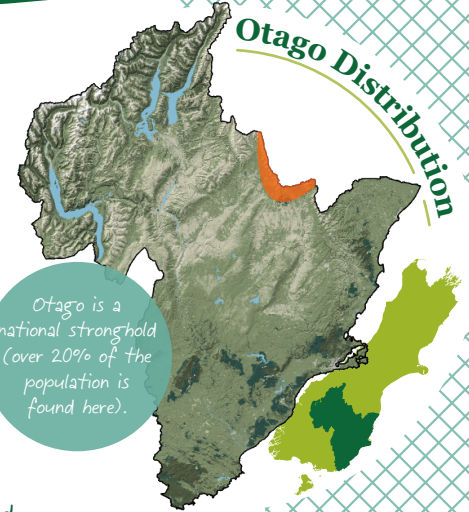 Otago Distribution
Otago is a
national stronghold
(over 20% of the
population is
found here).